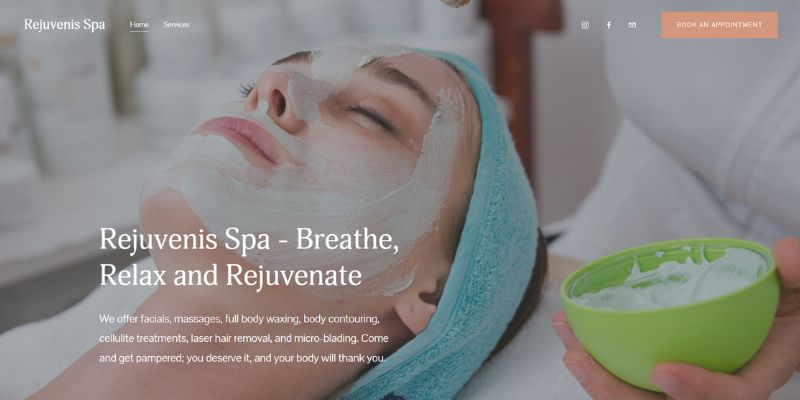 Rejuvenis Spa
Home
Services
BOOK AN APPOINTMENT
Rejuvenis Spa - Breathe,
Relax and Rejuvenate
We offer facials, massages, full body waxing, body contouring,
cellulite treatments, laser hair removal, and micro-blading. Come
and get pampered; you deserve it, and your body will thank you.